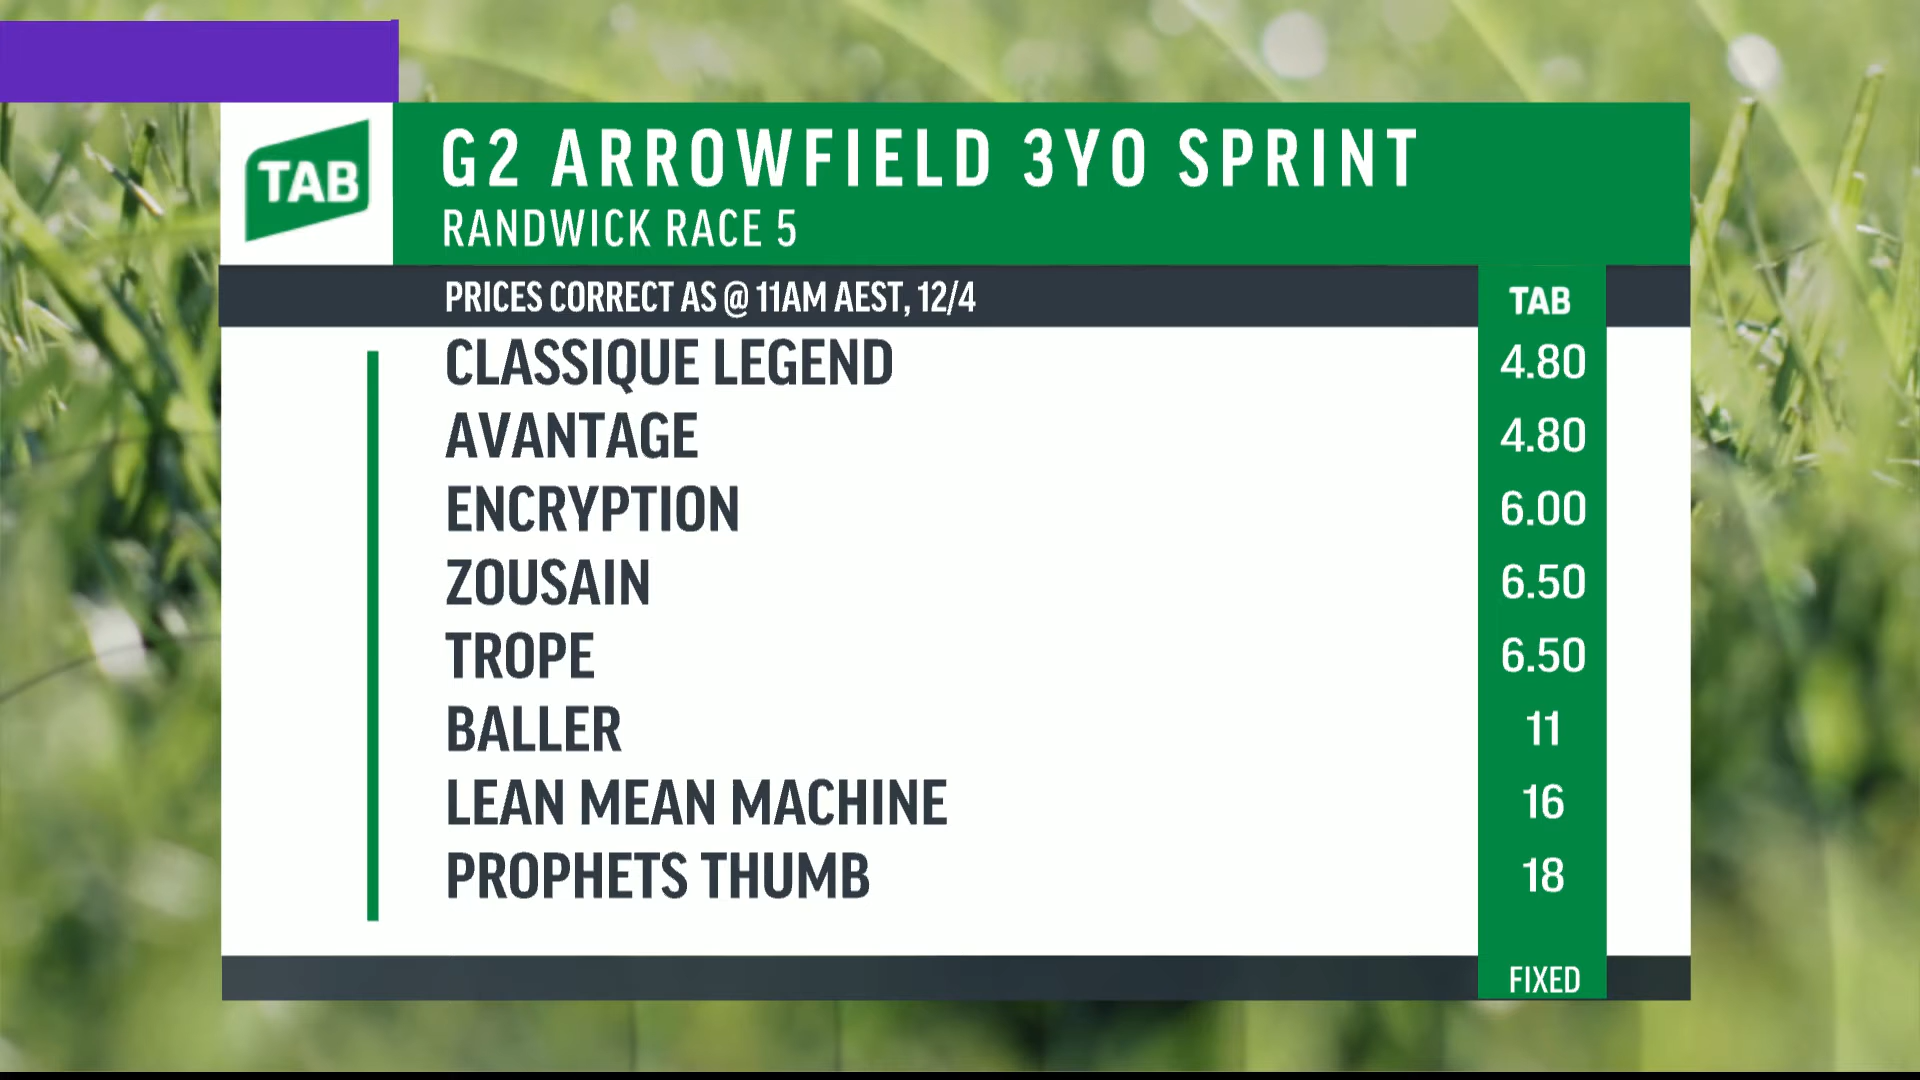 TAB
G2 ARROWFIELD 3YO SPRINT
RANDWICK RACE 5
PRICES CORRECT AS @ 11AM AEST, 12/4 TAB
CLASSIQUE LEGEND 4.80
AVANTAGE 4.80
ENCRYPTION 6.00
ZOUSAIN 6.50
TROPE 6.50
BALLER 11
LEAN MEAN MACHINE 16
PROPHETS THUMB 18
FIXED